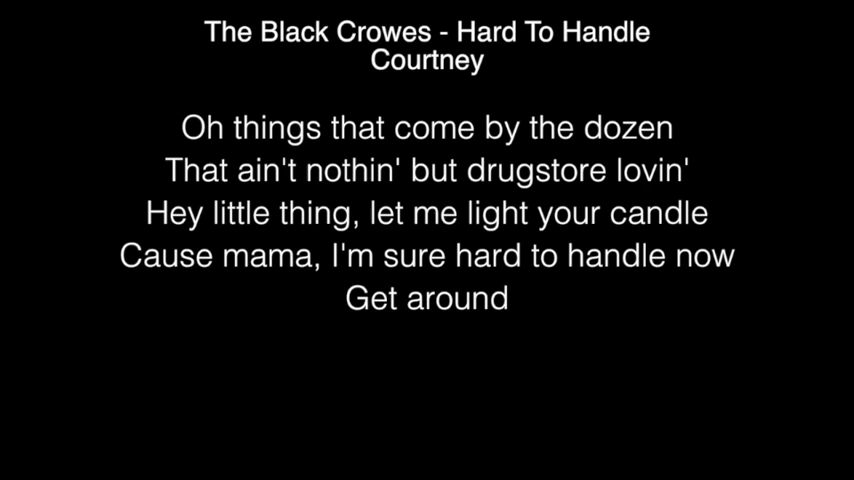 The Black Crowes - Hard To Handle
Courtney
Oh things that come by the dozen
That ain't nothin' but drugstore lovin'
Hey little thing, let me light your candle
Cause mama, I'm sure hard to handle now
Get around